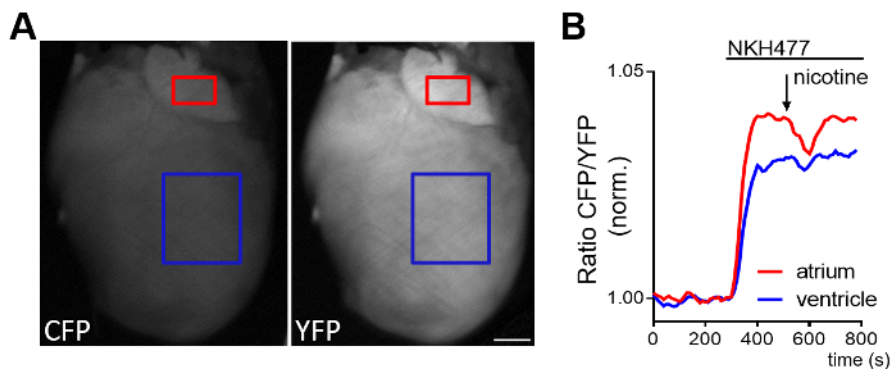 A
CFP
YFP
B
NKH477
nicotine
Ratio CFP/YFP
(norm.)
1.05
1.00
atrium
ventricle
0
200
400
600
800
time (s)